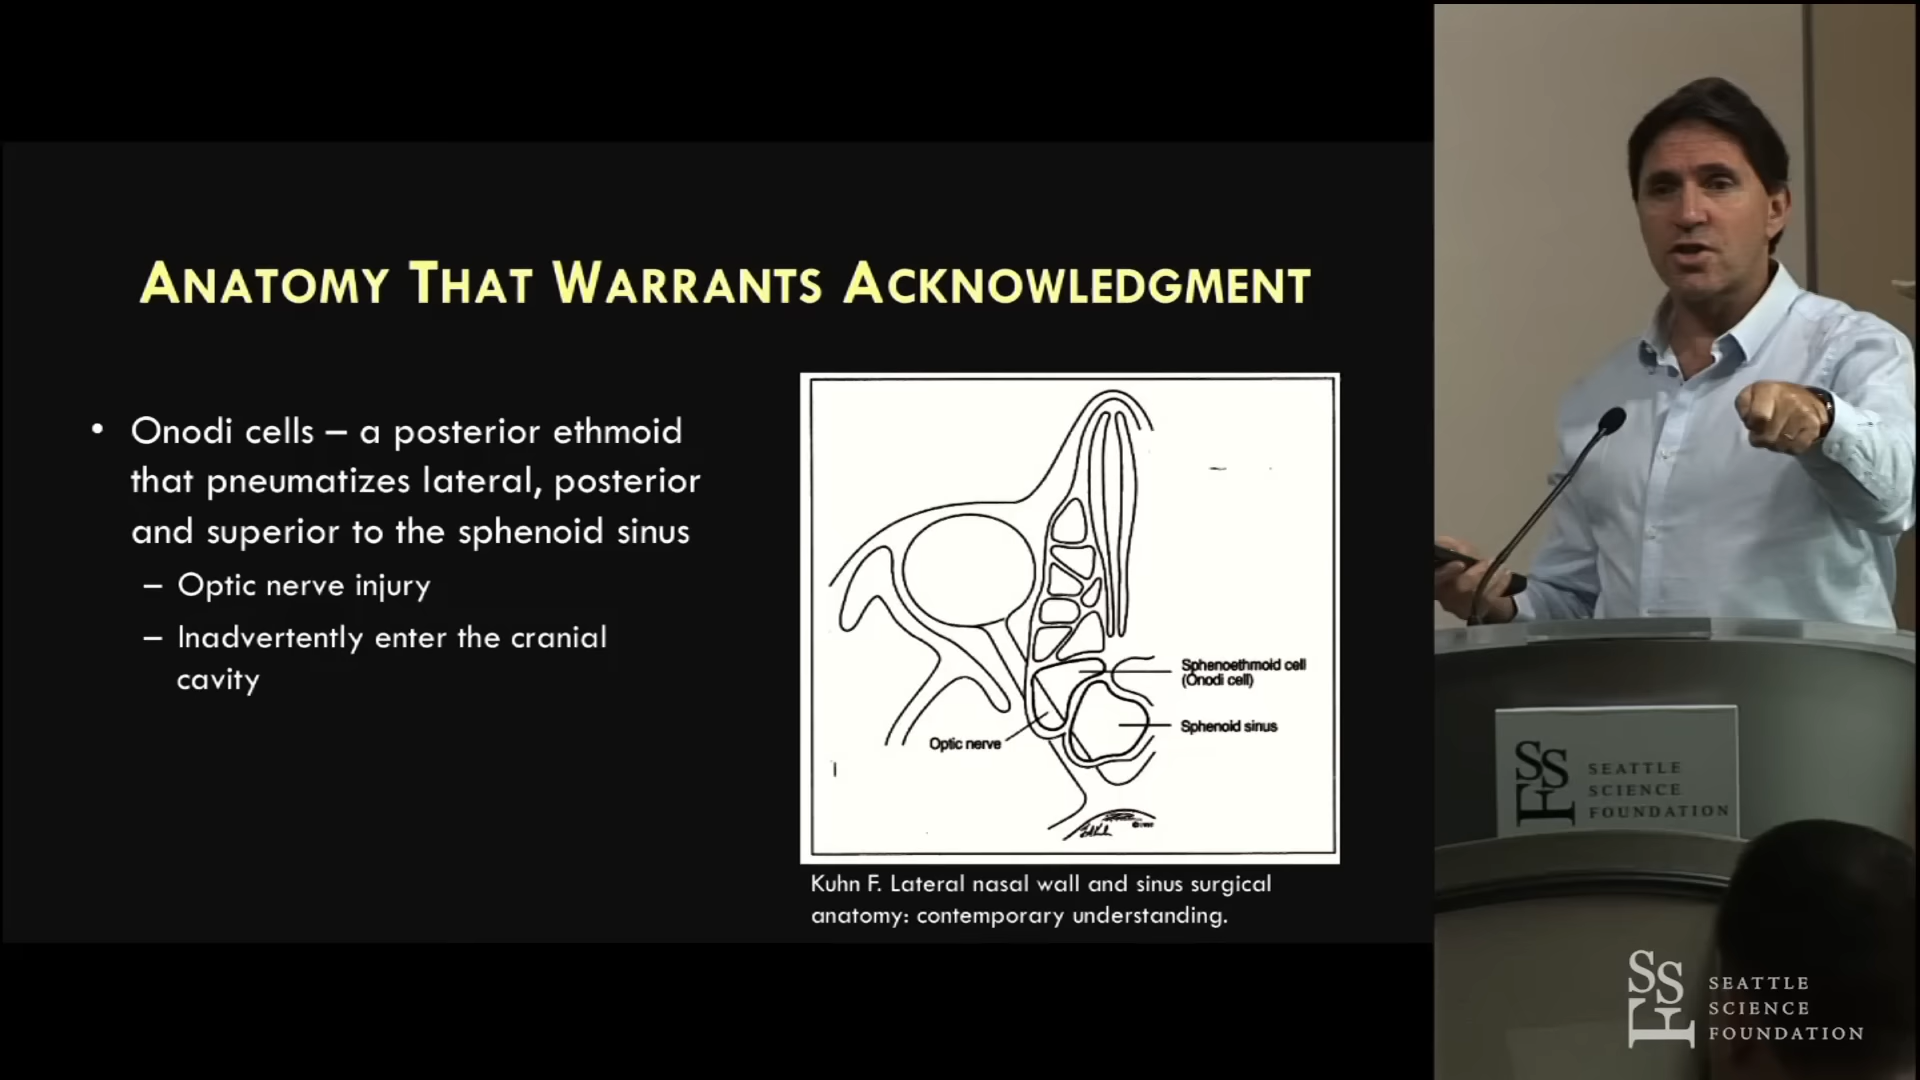 ANATOMY THAT WARRANTS ACKNOWLEDGMENT
• Onodi cells – a posterior ethmoid
that pneumatizes lateral, posterior
and superior to the sphenoid sinus
– Optic nerve injury
– Inadvertently enter the cranial
cavity
Sphenoethmoid cell
(Onodi cell)
Sphenoid sinus
Optic nerve
Kuhn F. Lateral nasal wall and sinus surgical
anatomy: contemporary understanding.
SSF
SEATTLE
SCIENCE
FOUNDATION
SSF
SEATTLE
SCIENCE
FOUNDATION